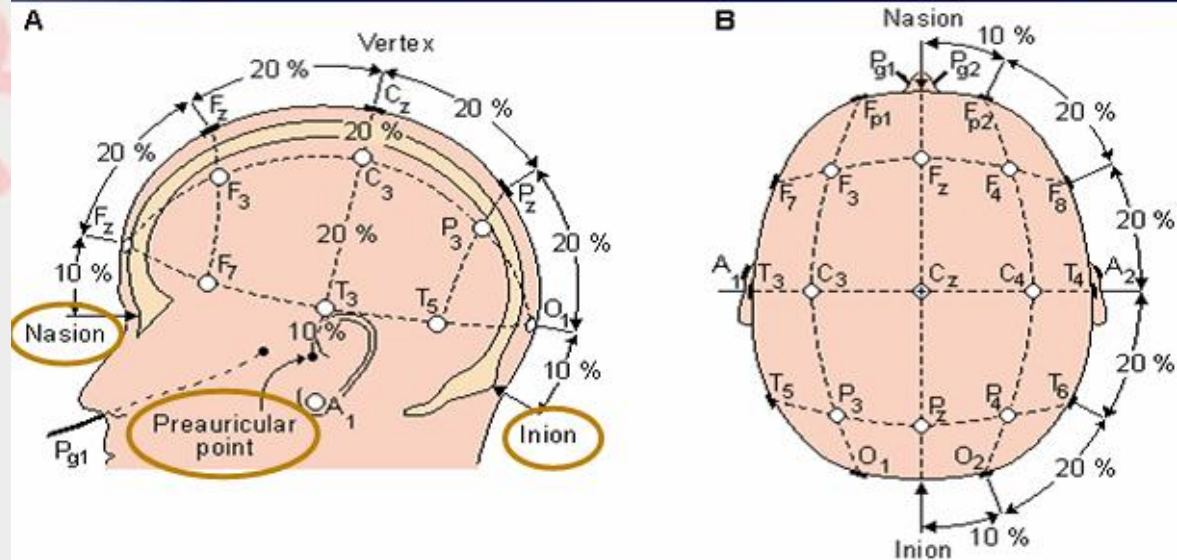 A
Vertex
20 %
20 %
Fz
Cz
20 %
20 %
Fz
F3
C3
Pz
P3
20 %
20 %
10 %
F7
T3
T5
O1
Nasion
10 %
10 %
A1
Preauricular
point
Inion
Pg1
B
Nasion
10 %
Pg1
Pg2
Fp1
Fp2
20 %
F7
F3
Fz
F4
F8
20 %
A1
T3
C3
Cz
C4
T4
A2
20 %
T5
P3
Pz
P4
T6
O1
O2
20 %
10 %
Inion